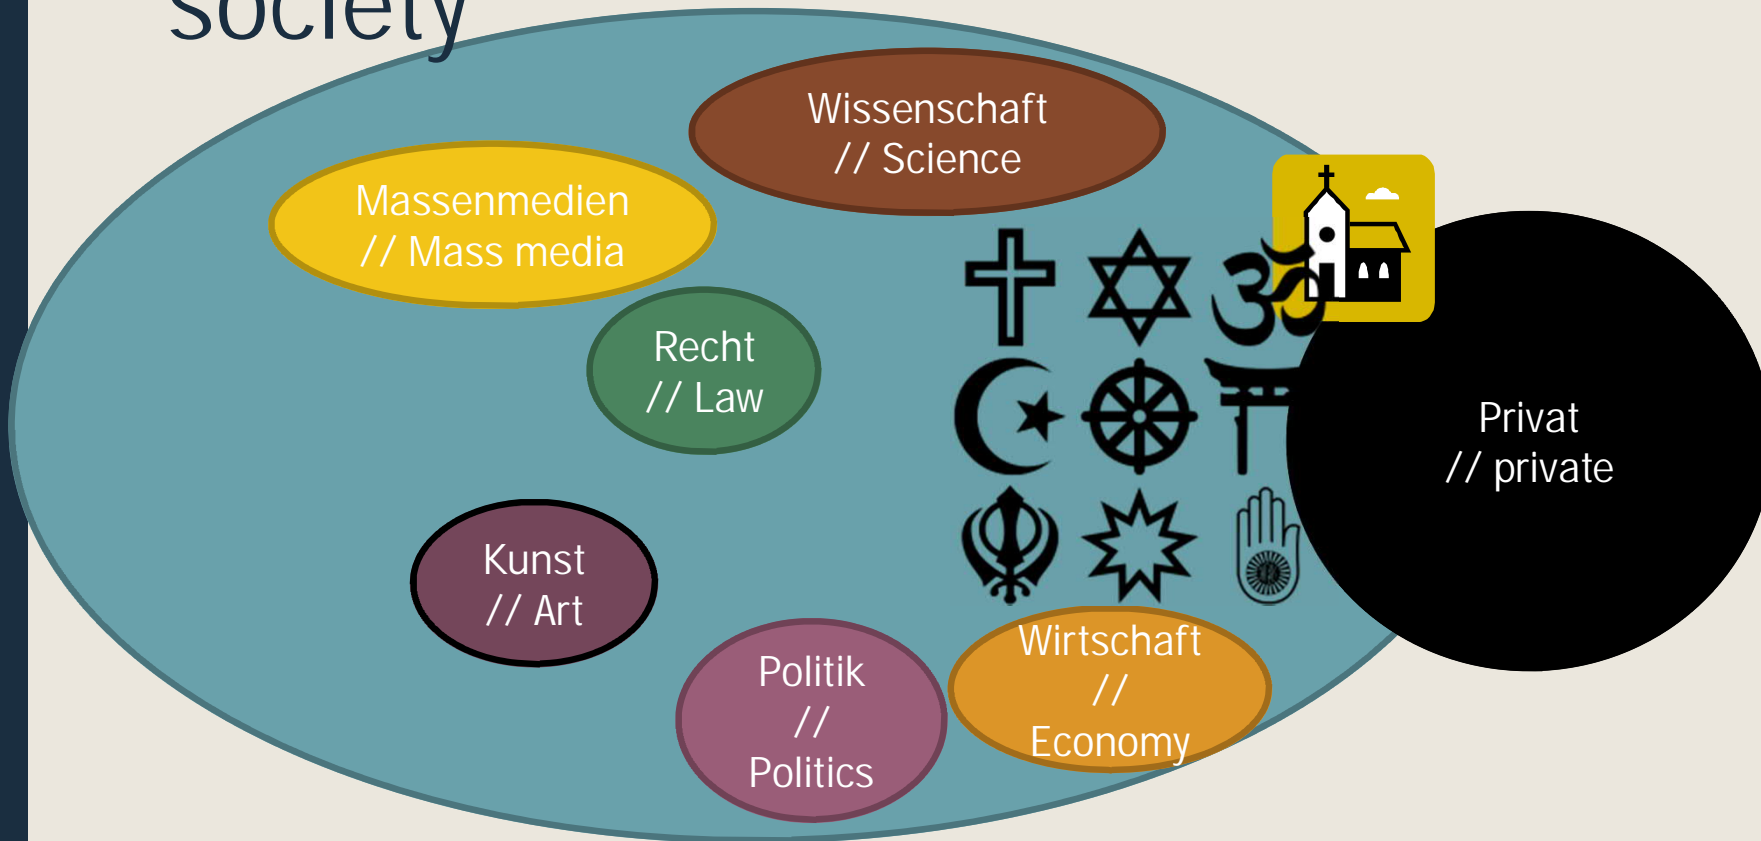 society
Wissenschaft
// Science
Massenmedien
// Mass media
Recht
// Law
Privat
// private
Kunst
// Art
Wirtschaft
//
Economy
Politik
//
Politics